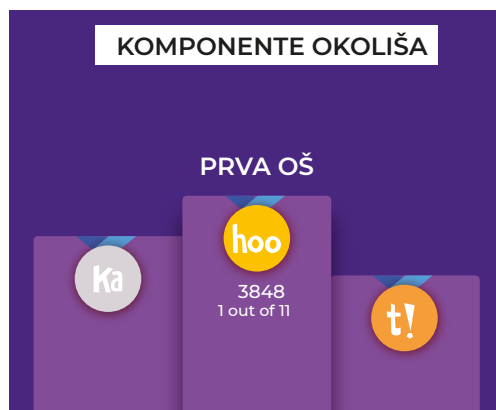 KOMPONENTE OKOLIŠA
PRVA OŠ
hoo
Ka
3848
1 out of 11
t!